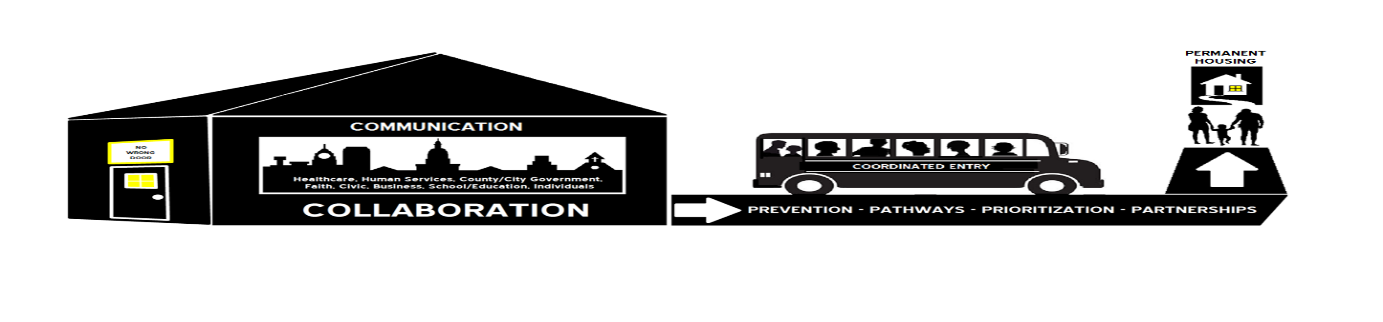 NO
WRONG
DOOR
COMMUNICATION
Healthcare, Human Services, County/City Government,
Faith, Civic, Business, School/Education, Individuals
COLLABORATION
COORDINATED ENTRY
PREVENTION - PATHWAYS - PRIORITIZATION - PARTNERSHIPS
PERMANENT
HOUSING